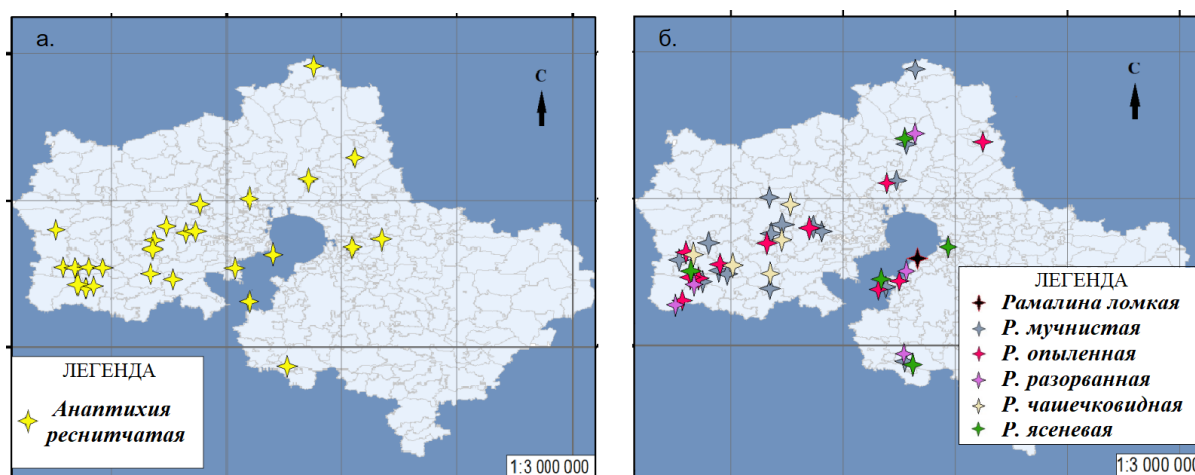 а.
С
ЛЕГЕНДА
Анаптихия
реснитчатая
1:3 000 000
б.
С
ЛЕГЕНДА
Рамалина ломкая
Р. мучнистая
Р. опыленная
Р. разорванная
Р. чашечковидная
Р. ясеневая
1:3 000 000